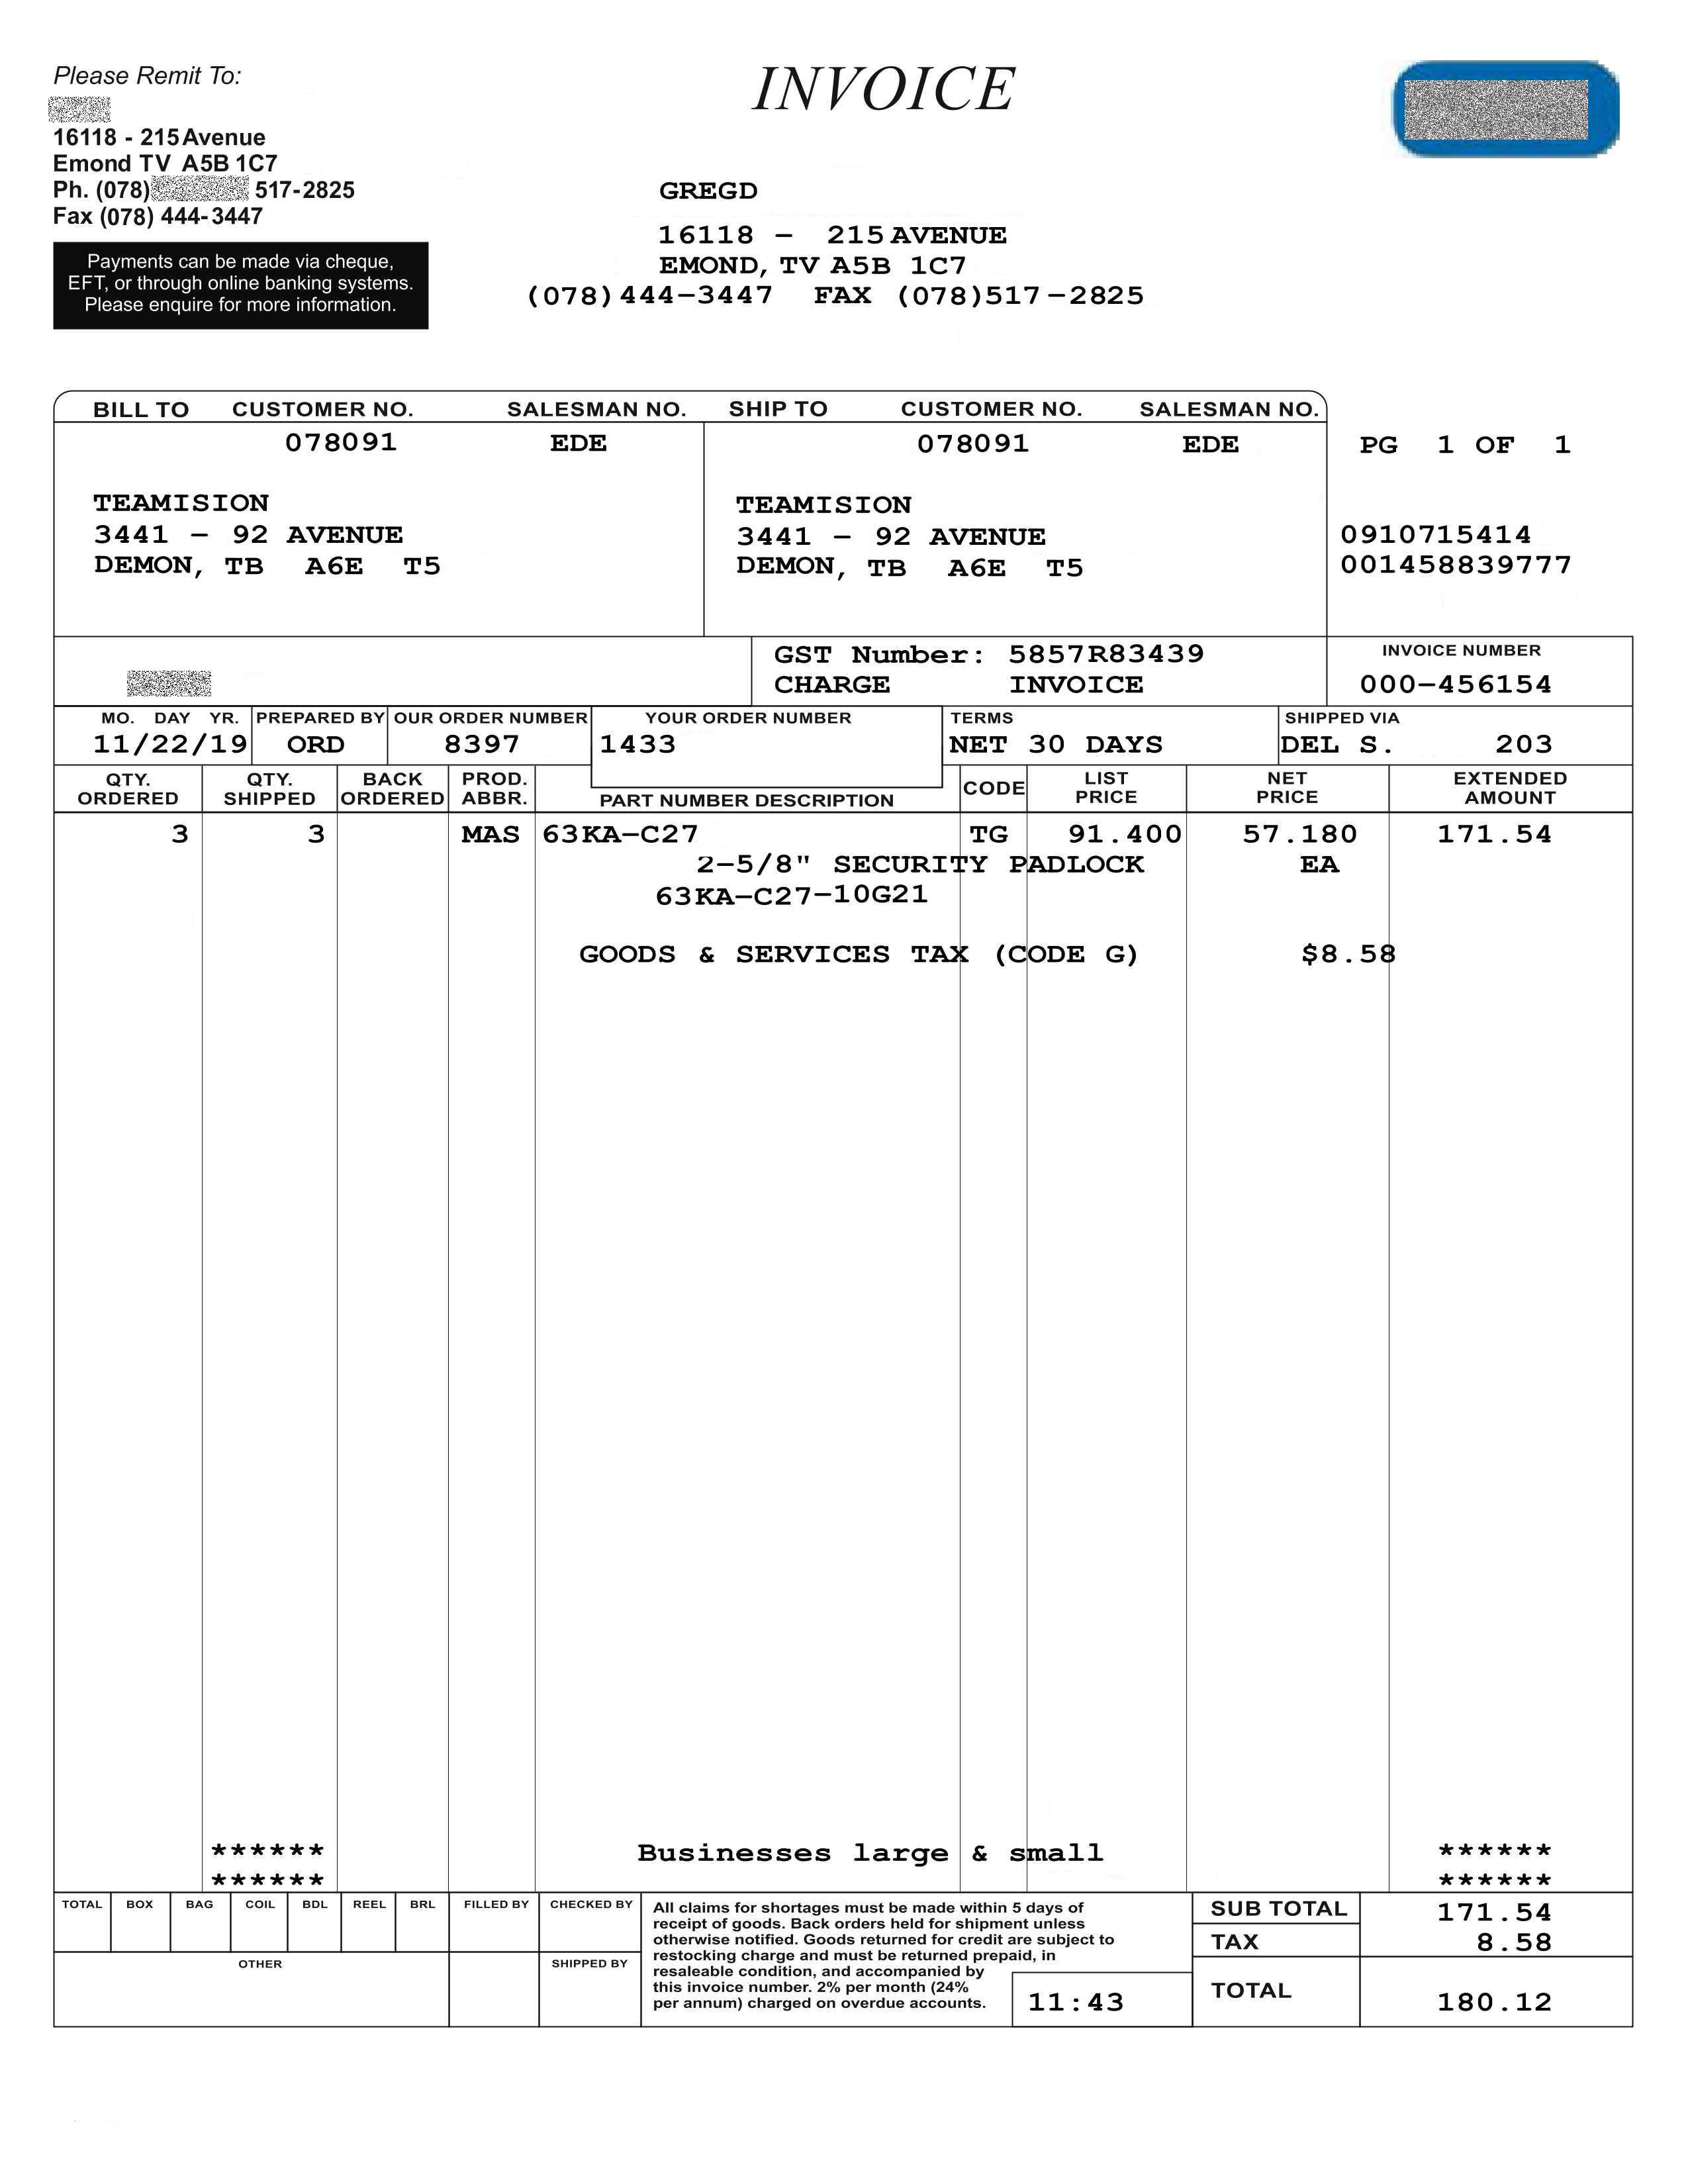 Please Remit To:
16118 - 215 Avenue
Emond TV A5B 1C7
Ph. (078) 517-2825
Fax (078) 444-3447
Payments can be made via cheque,
EFT, or through online banking systems.
Please enquire for more information.
INVOICE
GREGD
16118 - 215 AVENUE
EMOND, TV A5B 1C7
(078) 444-3447 FAX (078)517-2825
BILL TO CUSTOMER NO. SALESMAN NO. SHIP TO CUSTOMER NO. SALESMAN NO.
078091 EDE 078091 EDE PG 1 OF 1
TEAMISION TEAMISION
3441 - 92 AVENUE 3441 - 92 AVENUE 0910715414
DEMON, TB A6E T5 DEMON, TB A6E T5 001458839777
GST Number: 5857R83439 INVOICE NUMBER
CHARGE INVOICE 000-456154
MO. DAY YR. PREPARED BY OUR ORDER NUMBER YOUR ORDER NUMBER TERMS SHIPPED VIA
11/22/19 ORD 8397 1433 NET 30 DAYS DEL S. 203
QTY. ORDERED QTY. SHIPPED BACK ORDERED PROD. ABBR. PART NUMBER DESCRIPTION CODE LIST PRICE NET PRICE EXTENDED AMOUNT
3 3 MAS 63KA-C27 TG 91.400 57.180 171.54
2-5/8" SECURITY PADLOCK EA
63KA-C27-10G21
GOODS & SERVICES TAX (CODE G) $8.58
****** Businesses large & small ******
****** ******
TOTAL BOX BAG COIL BDL REEL BRL FILLED BY CHECKED BY
OTHER SHIPPED BY
All claims for shortages must be made within 5 days of
receipt of goods. Back orders held for shipment unless
otherwise notified. Goods returned for credit are subject to
restocking charge and must be returned prepaid, in
resaleable condition, and accompanied by
this invoice number. 2% per month (24%
per annum) charged on overdue accounts.
11:43
SUB TOTAL 171.54
TAX 8.58
TOTAL 180.12